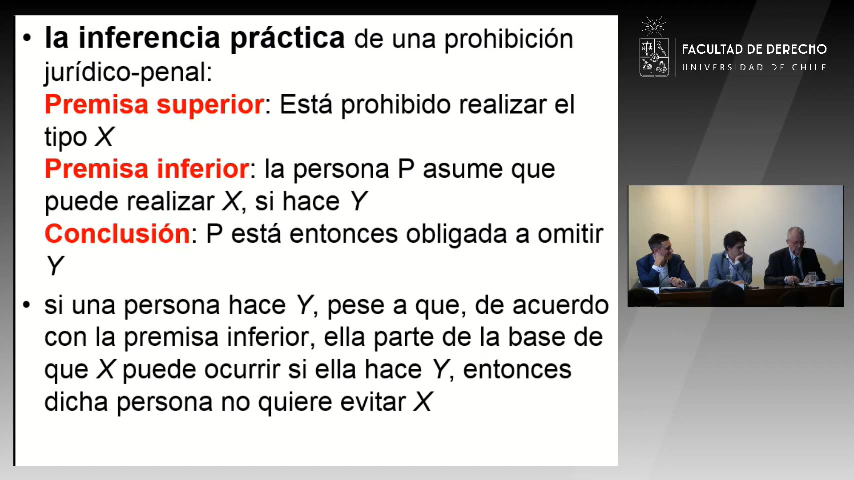 • la inferencia práctica de una prohibición
jurídico-penal:
Premisa superior: Está prohibido realizar el
tipo X
Premisa inferior: la persona P asume que
puede realizar X, si hace Y
Conclusión: P está entonces obligada a omitir
Y
• si una persona hace Y, pese a que, de acuerdo
con la premisa inferior, ella parte de la base de
que X puede ocurrir si ella hace Y, entonces
dicha persona no quiere evitar X
FACULTAD DE DERECHO
UNIVERSIDAD DE CHILE